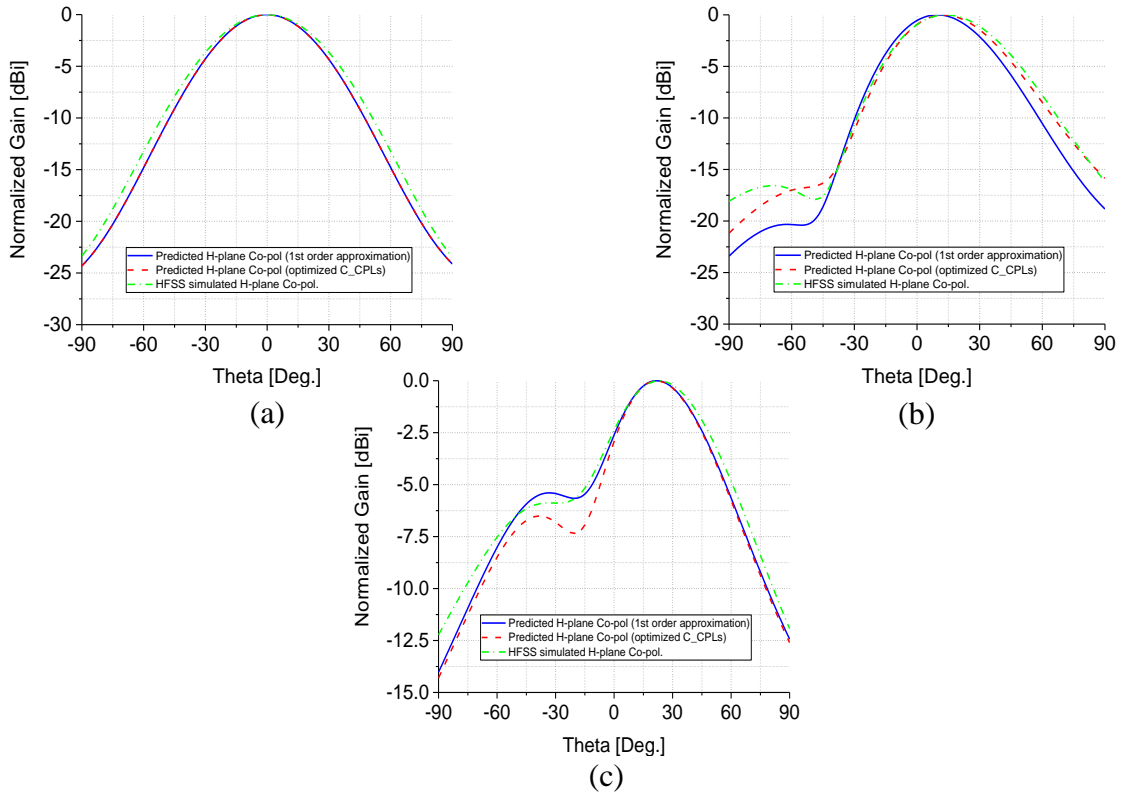 Normalized Gain [dBi]
0
-5
-10
-15
-20
-25
-30
Predicted H-plane Co-pol (1st order approximation)
Predicted H-plane Co-pol (optimized C_CPLs)
HFSS simulated H-plane Co-pol.
-90 -60 -30 0 30 60 90
Theta [Deg.]
(a)
Normalized Gain [dBi]
0
-5
-10
-15
-20
-25
-30
Predicted H-plane Co-pol (1st order approximation)
Predicted H-plane Co-pol (optimized C_CPLs)
HFSS simulated H-plane Co-pol.
-90 -60 -30 0 30 60 90
Theta [Deg.]
(b)
Normalized Gain [dBi]
0.0
-2.5
-5.0
-7.5
-10.0
-12.5
-15.0
Predicted H-plane Co-pol (1st order approximation)
Predicted H-plane Co-pol (optimized C_CPLs)
HFSS simulated H-plane Co-pol.
-90 -60 -30 0 30 60 90
Theta [Deg.]
(c)